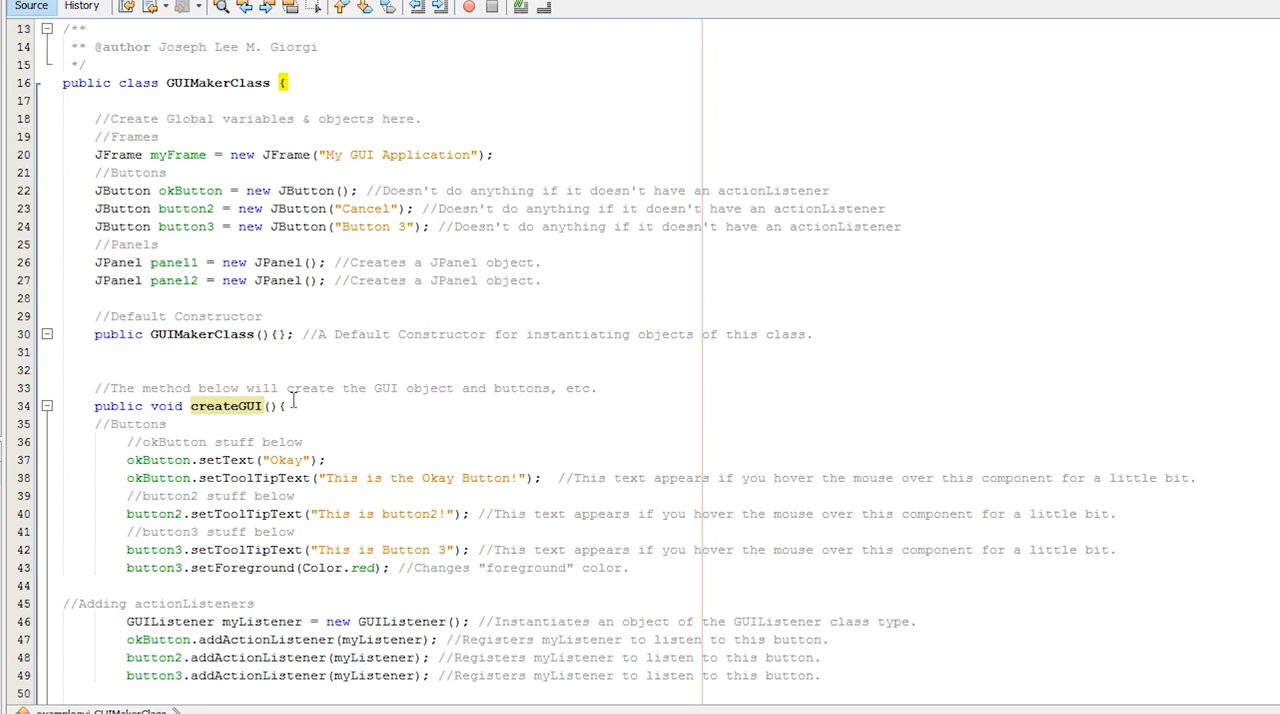 Source History
13 /**
14 ** @author Joseph Lee M. Giorgi
15 */
16 public class GUIMakerClass {
17
18 //Create Global variables & objects here.
19 //Frames
20 JFrame myFrame = new JFrame("My GUI Application");
21 //Buttons
22 JButton okButton = new JButton(); //Doesn't do anything if it doesn't have an actionListener
23 JButton button2 = new JButton("Cancel"); //Doesn't do anything if it doesn't have an actionListener
24 JButton button3 = new JButton("Button 3"); //Doesn't do anything if it doesn't have an actionListener
25 //Panels
26 JPanel panel1 = new JPanel(); //Creates a JPanel object.
27 JPanel panel2 = new JPanel(); //Creates a JPanel object.
28
29 //Default Constructor
30 public GUIMakerClass(){}; //A Default Constructor for instantiating objects of this class.
31
32
33 //The method below will create the GUI object and buttons, etc.
34 public void createGUI(){
35 //Buttons
36 //okButton stuff below
37 okButton.setText("Okay");
38 okButton.setToolTipText("This is the Okay Button!"); //This text appears if you hover the mouse over this component for a little bit.
39 //button2 stuff below
40 button2.setToolTipText("This is button2!"); //This text appears if you hover the mouse over this component for a little bit.
41 //button3 stuff below
42 button3.setToolTipText("This is Button 3"); //This text appears if you hover the mouse over this component for a little bit.
43 button3.setForeground(Color.red); //Changes "foreground" color.
44
45 //Adding actionListeners
46 GUIListener myListener = new GUIListener(); //Instantiates an object of the GUIListener class type.
47 okButton.addActionListener(myListener); //Registers myListener to listen to this button.
48 button2.addActionListener(myListener); //Registers myListener to listen to this button.
49 button3.addActionListener(myListener); //Registers myListener to listen to this button.
50